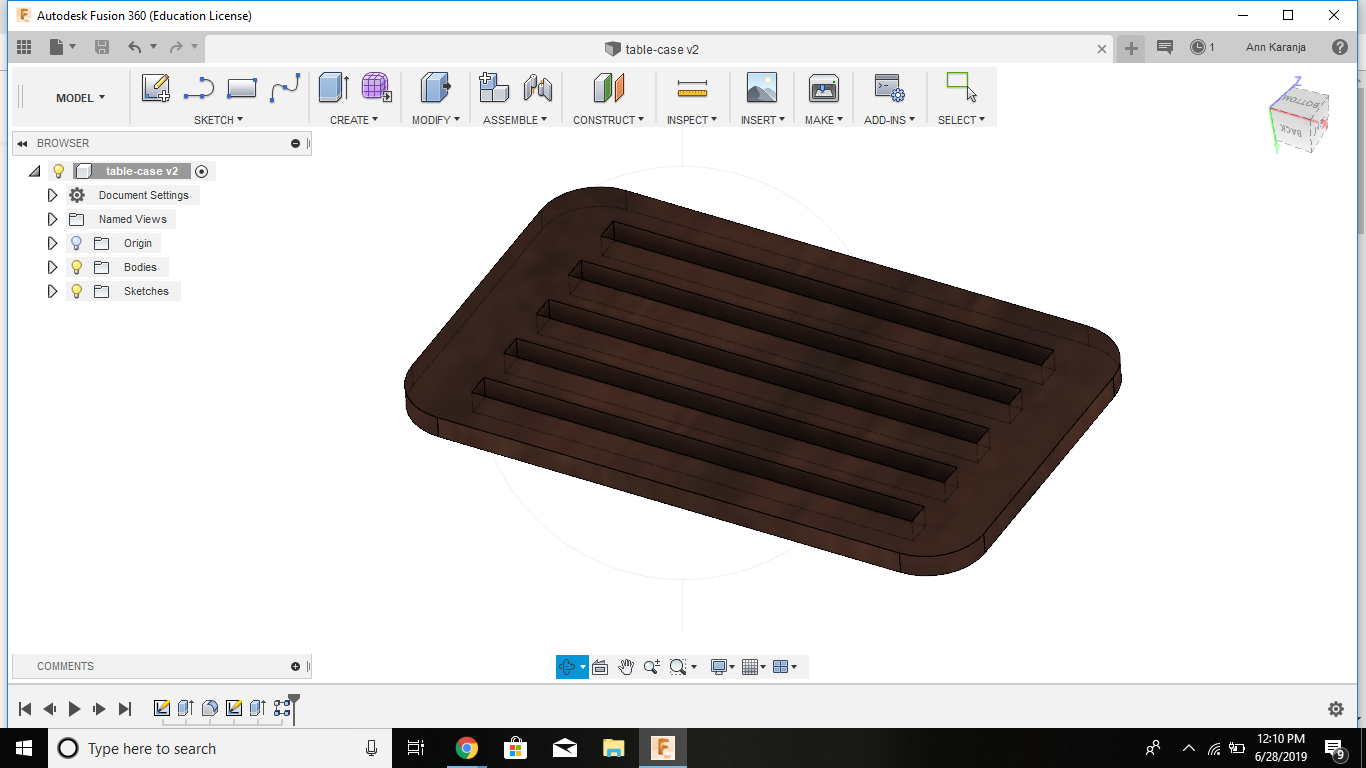 Autodesk Fusion 360 (Education License)
table-case v2
1
Ann Karanja
MODEL
SKETCH
CREATE
MODIFY
ASSEMBLE
CONSTRUCT
INSPECT
INSERT
MAKE
ADD-INS
SELECT
Z
BOTTOM
BACK
X
Y
BROWSER
table-case v2
Document Settings
Named Views
Origin
Bodies
Sketches
COMMENTS
Type here to search
12:10 PM
6/28/2019
9